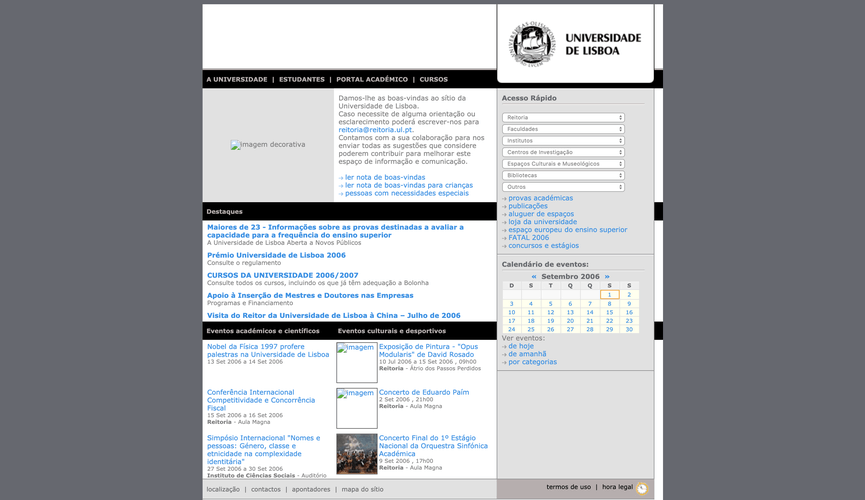 UNIVERSIDADE
DE LISBOA
A UNIVERSIDADE | ESTUDANTES | PORTAL ACADÉMICO | CURSOS
imagem decorativa
Damos-lhe as boas-vindas ao sítio da
Universidade de Lisboa.
Caso necessite de alguma orientação ou
esclarecimento poderá escrever-nos para
reitoria@reitoria.ul.pt.
Contamos com a sua colaboração para nos
enviar todas as sugestões que considere
poderem contribuir para melhorar este
espaço de informação e comunicação.
ler nota de boas-vindas
ler nota de boas-vindas para crianças
pessoas com necessidades especiais
Destaques
Maiores de 23 - Informações sobre as provas destinadas a avaliar a
capacidade para a frequência do ensino superior
A Universidade de Lisboa Aberta a Novos Públicos
Prémio Universidade de Lisboa 2006
Consulte o regulamento
CURSOS DA UNIVERSIDADE 2006/2007
Consulte todos os cursos, incluindo os que já têm adequação a Bolonha
Apoio à Inserção de Mestres e Doutores nas Empresas
Programas e Financiamento
Visita do Reitor da Universidade de Lisboa à China – Julho de 2006
Eventos académicos e científicos
Nobel da Física 1997 profere
palestras na Universidade de Lisboa
13 Set 2006 a 14 Set 2006
Conferência Internacional
Competitividade e Concorrência
Fiscal
15 Set 2006 a 16 Set 2006
Reitoria - Aula Magna
Simpósio Internacional "Nomes e
pessoas: Género, classe e
etnicidade na complexidade
identitária"
27 Set 2006 a 30 Set 2006
Instituto de Ciências Sociais - Auditório
Eventos culturais e desportivos
imagem
Exposição de Pintura - "Opus
Modularis" de David Rosado
10 Jul 2006 a 15 Set 2006 , 09h00
Reitoria - Átrio dos Passos Perdidos
imagem
Concerto de Eduardo Paím
2 Set 2006 , 21h00
Reitoria - Aula Magna
Concerto Final do 1º Estágio
Nacional da Orquestra Sinfónica
Académica
9 Set 2006 , 17h00
Reitoria - Aula Magna
Acesso Rápido
Reitoria
Faculdades
Institutos
Centros de Investigação
Espaços Culturais e Museológicos
Bibliotecas
Outros
provas académicas
publicações
aluguer de espaços
loja da universidade
espaço europeu do ensino superior
FATAL 2006
concursos e estágios
Calendário de eventos:
« Setembro 2006 »
D S T Q Q S S
1 2
3 4 5 6 7 8 9
10 11 12 13 14 15 16
17 18 19 20 21 22 23
24 25 26 27 28 29 30
Ver eventos:
de hoje
de amanhã
por categorias
localização | contactos | apontadores | mapa do sítio
termos de uso | hora legal